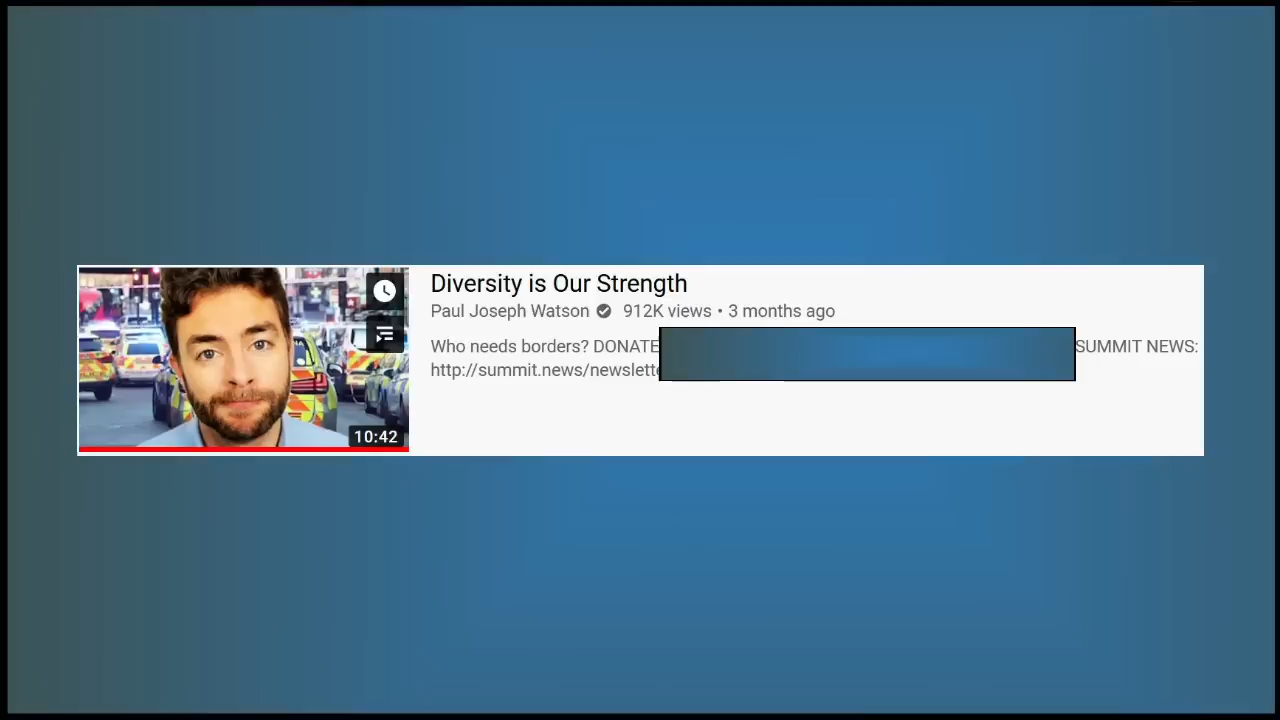 Diversity is Our Strength
Paul Joseph Watson 912K views • 3 months ago
Who needs borders? DONATE SUMMIT NEWS:
http://summit.news/newslette
10:42